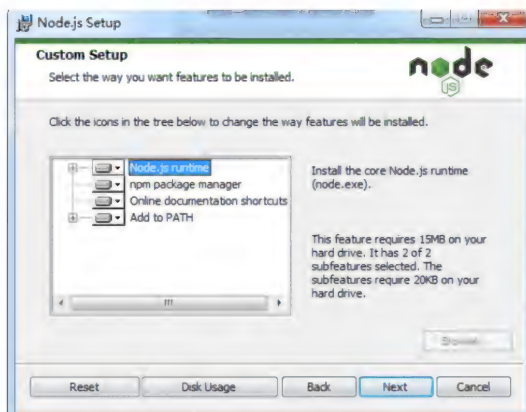 Node.js Setup
Custom Setup
Select the way you want features to be installed.
node
JS
Click the icons in the tree below to change the way features will be installed.
Node.js runtime
npm package manager
Online documentation shortcuts
Add to PATH
Install the core Node.js runtime
(node.exe).
This feature requires 15MB on your
hard drive. It has 2 of 2
subfeatures selected. The
subfeatures require 20KB on your
hard drive.
Browse...
Reset
Disk Usage
Back
Next
Cancel